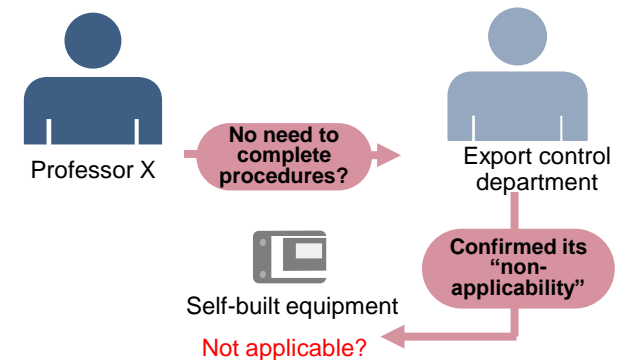 Professor X
No need to
complete
procedures?
Export control
department
Confirmed its
“non-
applicability”
Self-built equipment
Not applicable?